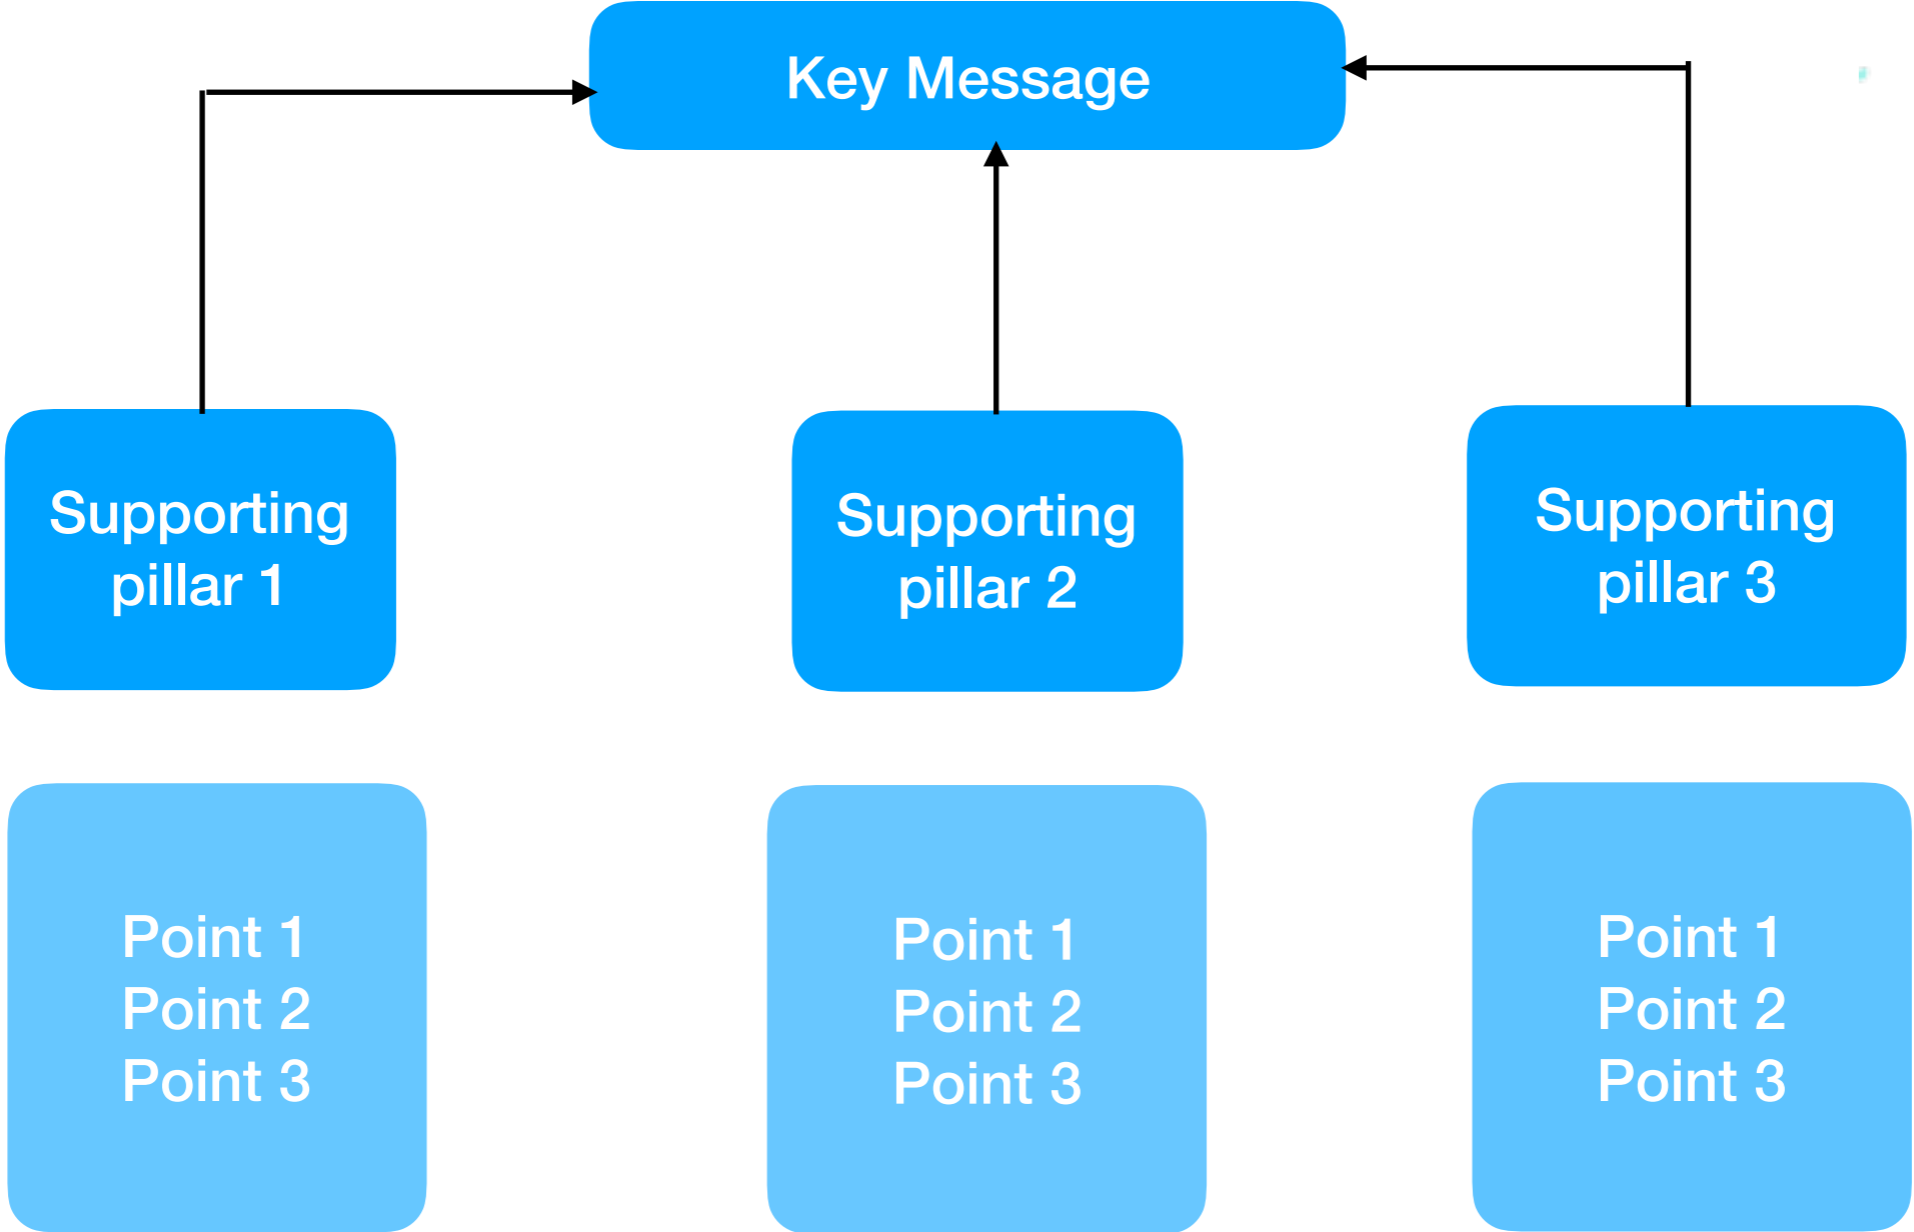 Key Message
Supporting
pillar 1
Supporting
pillar 2
Supporting
pillar 3
Point 1
Point 2
Point 3
Point 1
Point 2
Point 3
Point 1
Point 2
Point 3